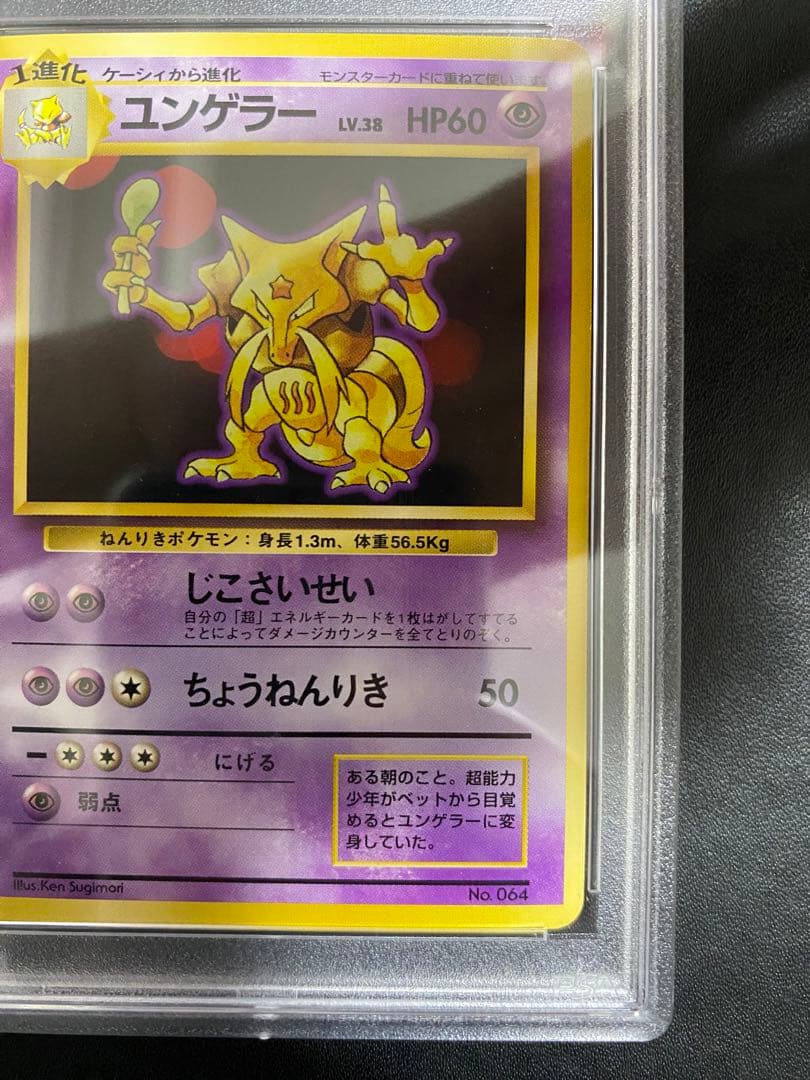 1進化 ケーシィから進化 モンスターカードに重ねて使います。
ユンゲラー LV.38 HP60
ねんりきポケモン：身長1.3m、体重56.5Kg
じこさいせい
自分の「超」エネルギーカードを1枚はがしてすてる
ことによってダメージカウンターを全てとりのぞく。
ちょうねんりき 50
にげる
弱点
ある朝のこと。超能力
少年がベットから目覚
めるとユンゲラーに変
身していた。
Illus.Ken Sugimori
No. 064